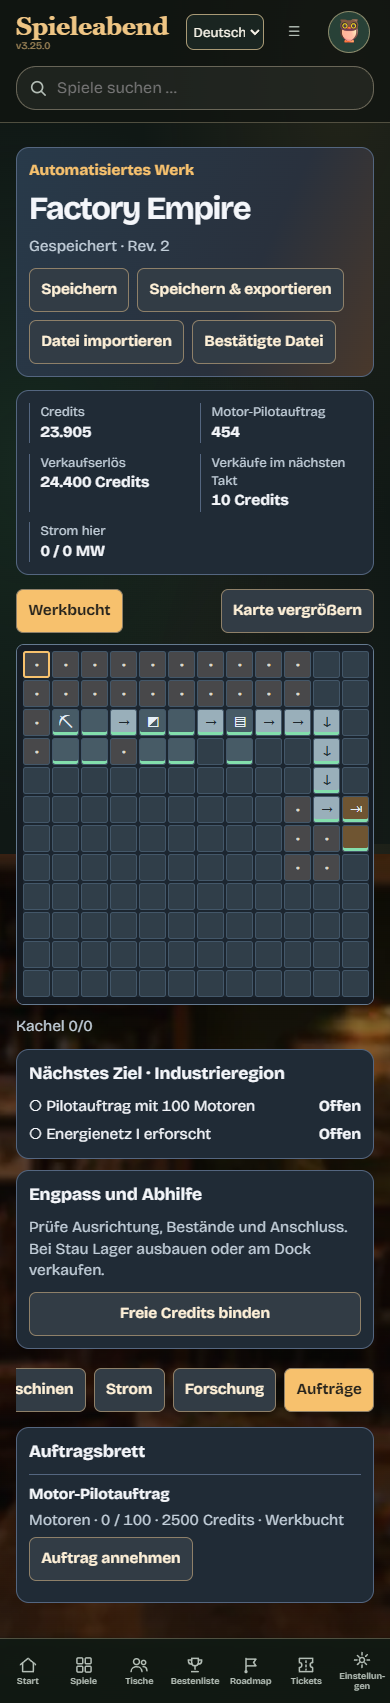 Spieleabend
v3.25.0
Deutsch
Spiele suchen ...
Automatisiertes Werk
Factory Empire
Gespeichert · Rev. 2
Speichern
Speichern & exportieren
Datei importieren
Bestätigte Datei
Credits
23.905
Motor-Pilotauftrag
454
Verkaufserlös
24.400 Credits
Verkäufe im nächsten
Takt
10 Credits
Strom hier
0 / 0 MW
Werkbucht
Karte vergrößern
Kachel 0/0
Nächstes Ziel · Industrieregion
Pilotauftrag mit 100 Motoren
Offen
Energienetz I erforscht
Offen
Engpass und Abhilfe
Prüfe Ausrichtung, Bestände und Anschluss.
Bei Stau Lager ausbauen oder am Dock
verkaufen.
Freie Credits binden
schinen
Strom
Forschung
Aufträge
Auftragsbrett
Motor-Pilotauftrag
Motoren · 0 / 100 · 2500 Credits · Werkbucht
Auftrag annehmen
Start
Spiele
Tische
Bestenliste
Roadmap
Tickets
Einstellun-
gen